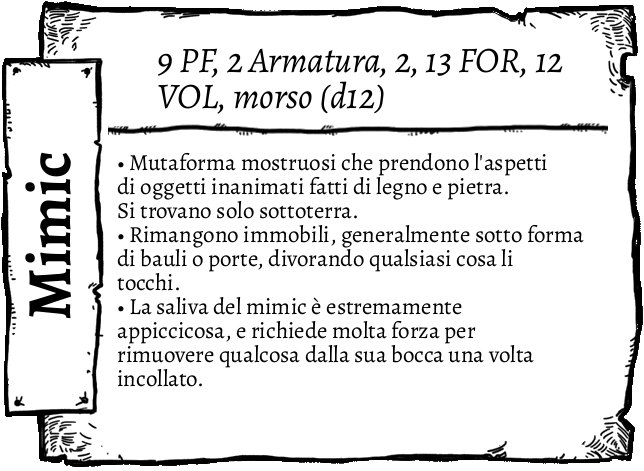 Mimic
9 PF, 2 Armatura, 2, 13 FOR, 12
VOL, morso (d12)
• Mutaforma mostruosi che prendono l'aspetti
di oggetti inanimati fatti di legno e pietra.
Si trovano solo sottoterra.
• Rimangono immobili, generalmente sotto forma
di bauli o porte, divorando qualsiasi cosa li
tocchi.
• La saliva del mimic è estremamente
appiccicosa, e richiede molta forza per
rimuovere qualcosa dalla sua bocca una volta
incollato.